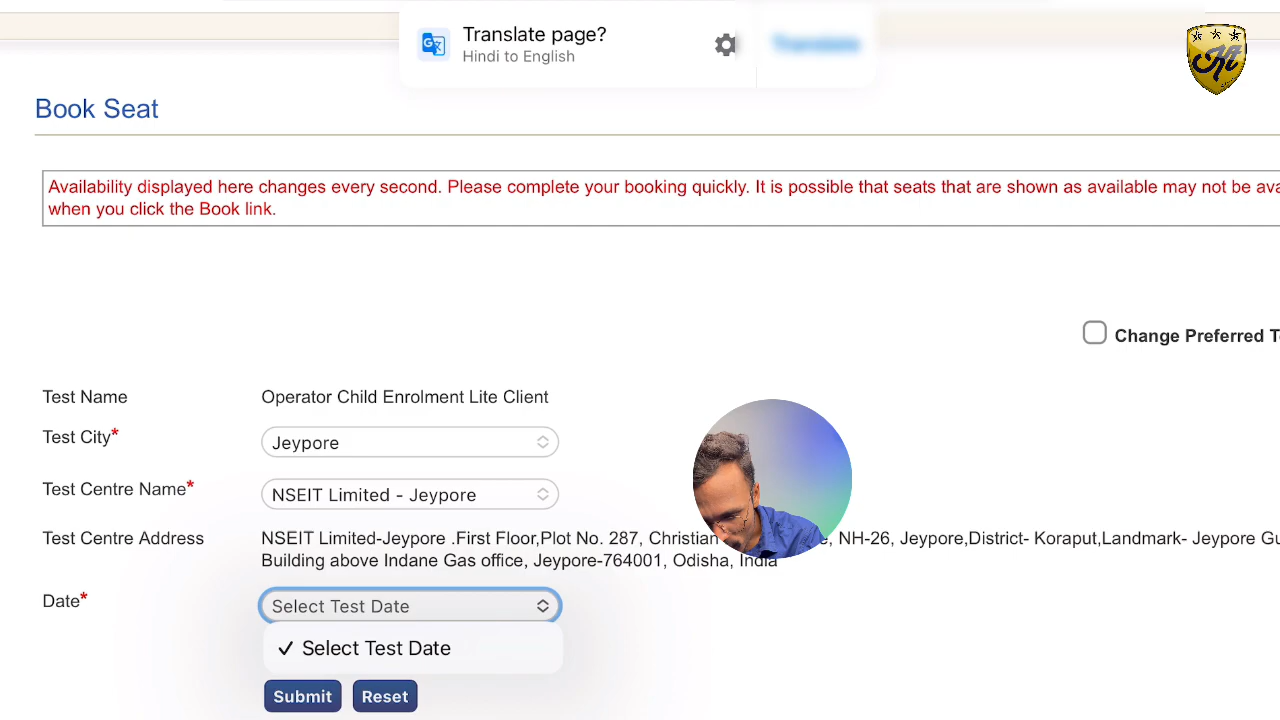 Translate page?
Hindi to English
Translate
Book Seat
Availability displayed here changes every second. Please complete your booking quickly. It is possible that seats that are shown as available may not be
when you click the Book link.
Change Preferred
Test Name Operator Child Enrolment Lite Client
Test City* Jeypore
Test Centre Name* NSEIT Limited - Jeypore
Test Centre Address NSEIT Limited-Jeypore .First Floor,Plot No. 287, Christian NH-26, Jeypore,District- Koraput,Landmark- Jeypore
Building above Indane Gas office, Jeypore-764001, Odisha, India
Date* Select Test Date
✓ Select Test Date
Submit Reset